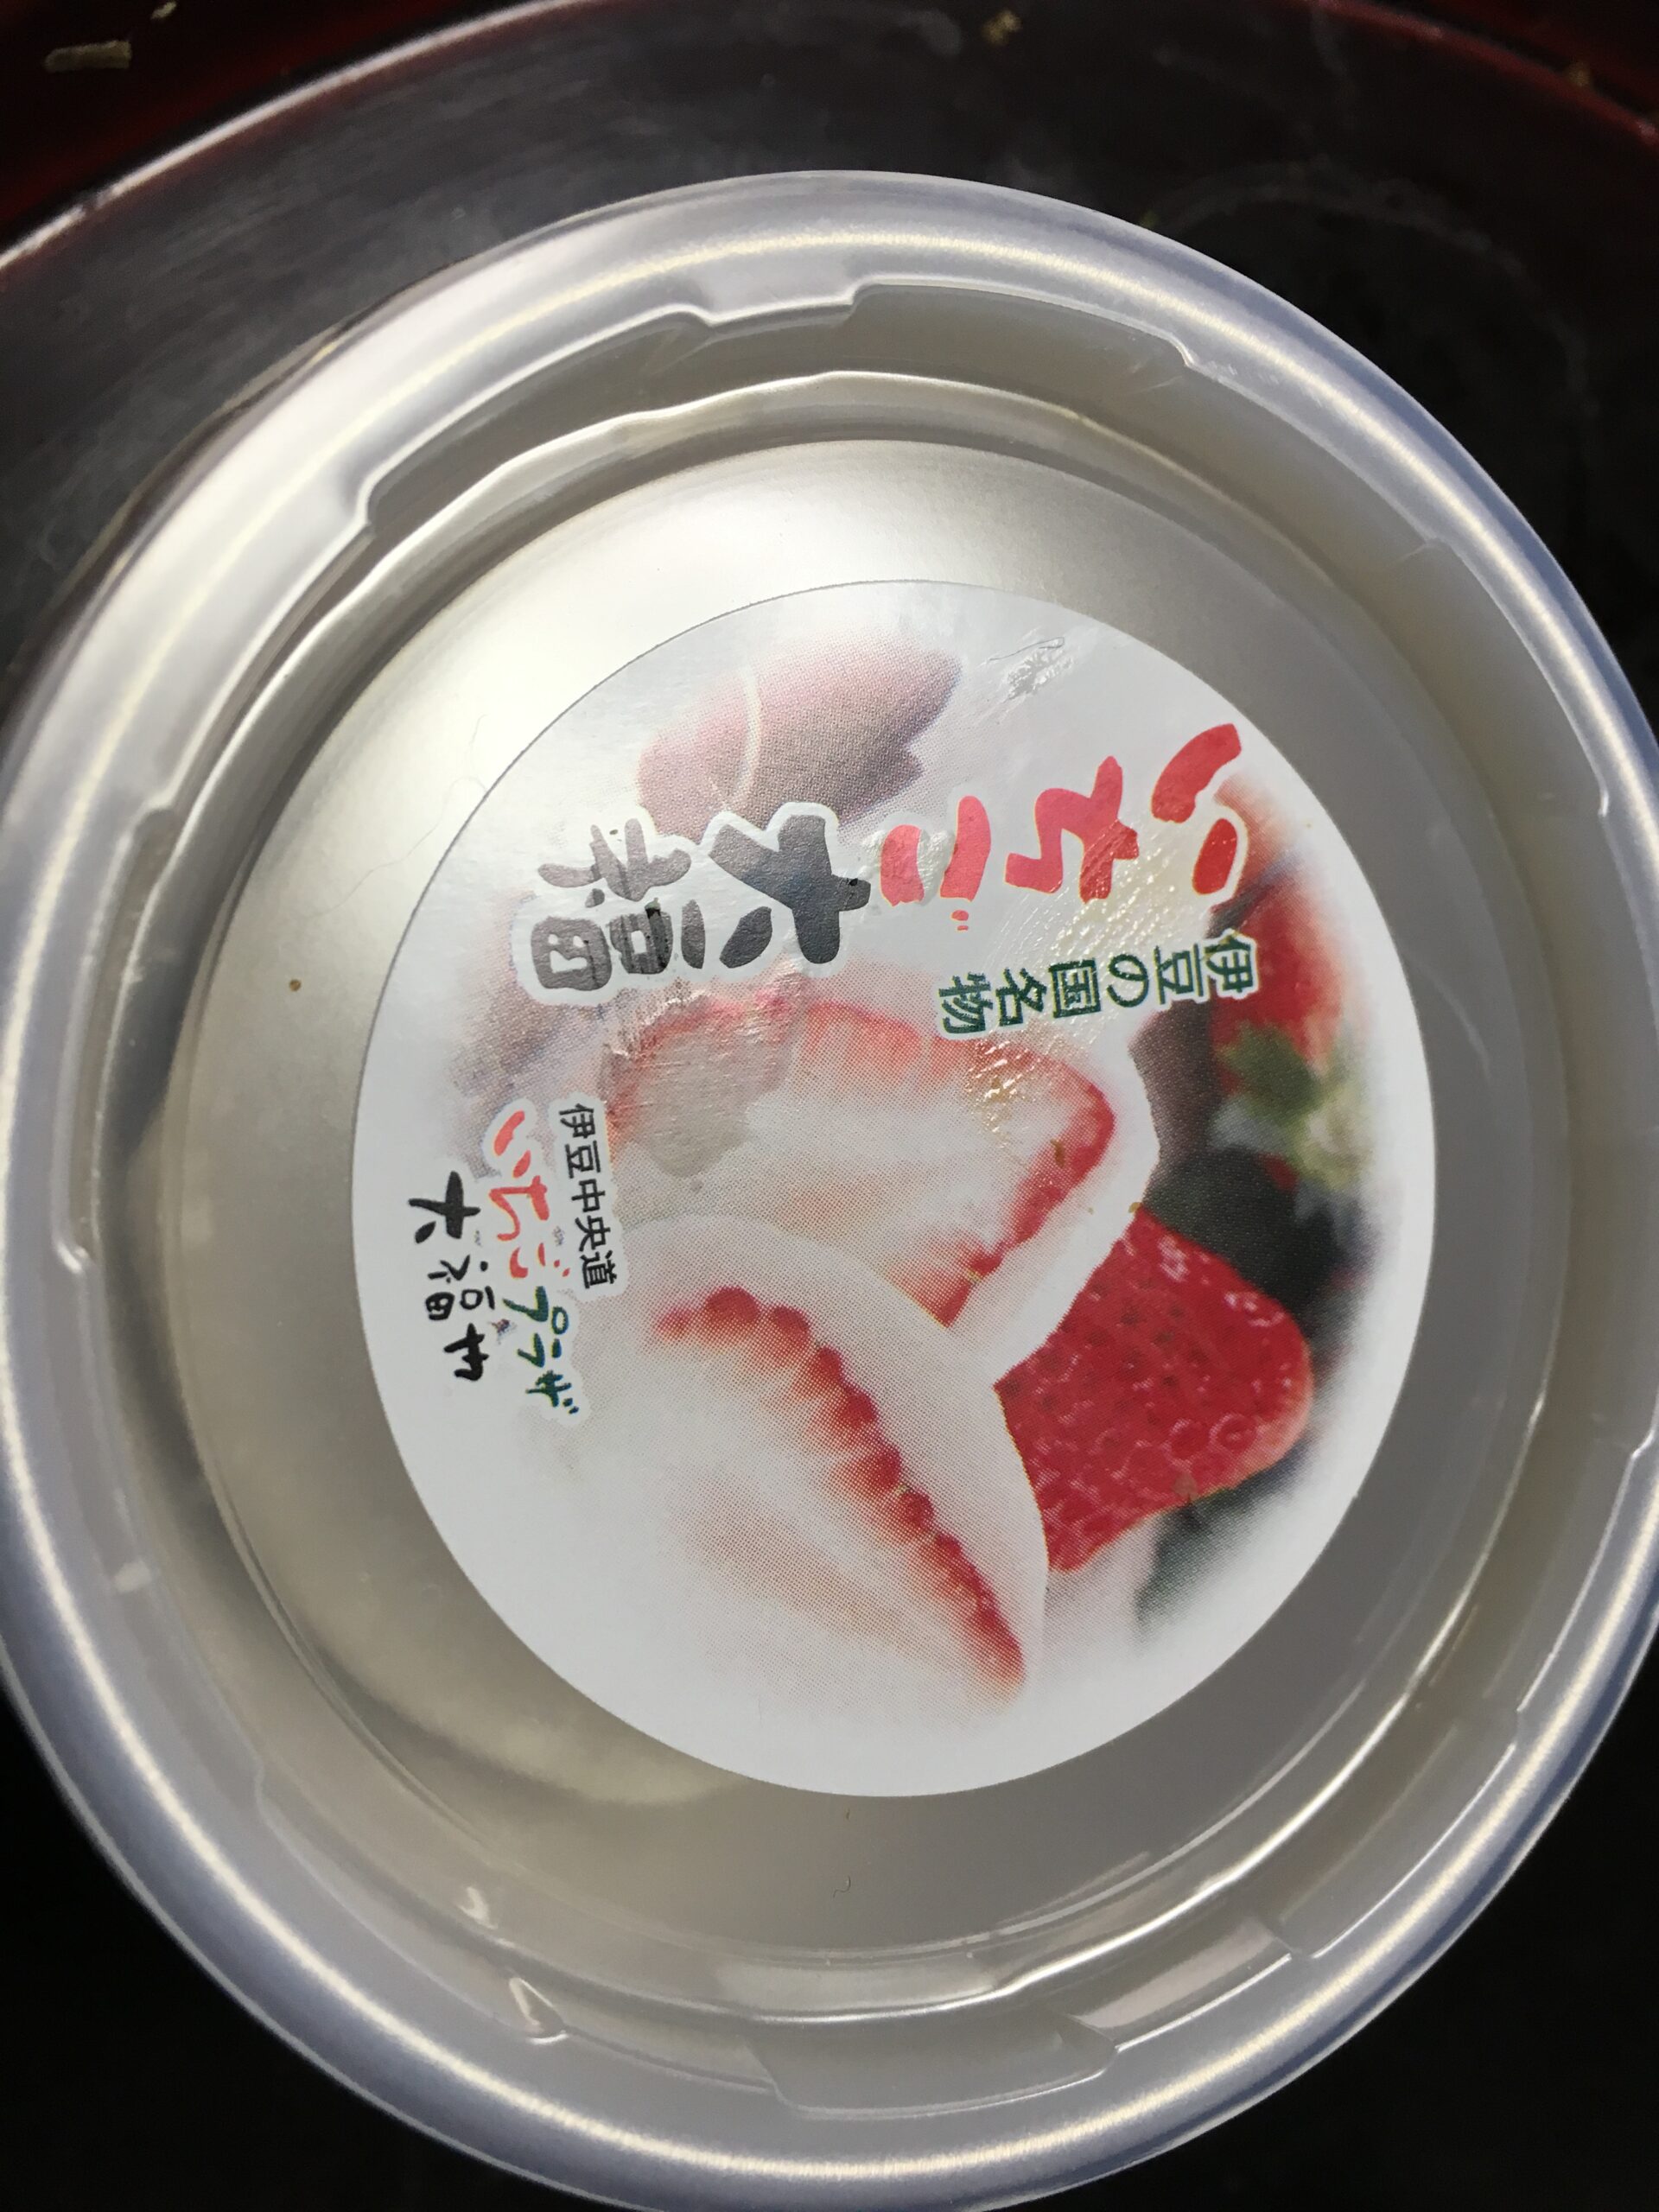 伊豆の国名物
いちご大福
伊豆中央道
いちごプラザ
大福や